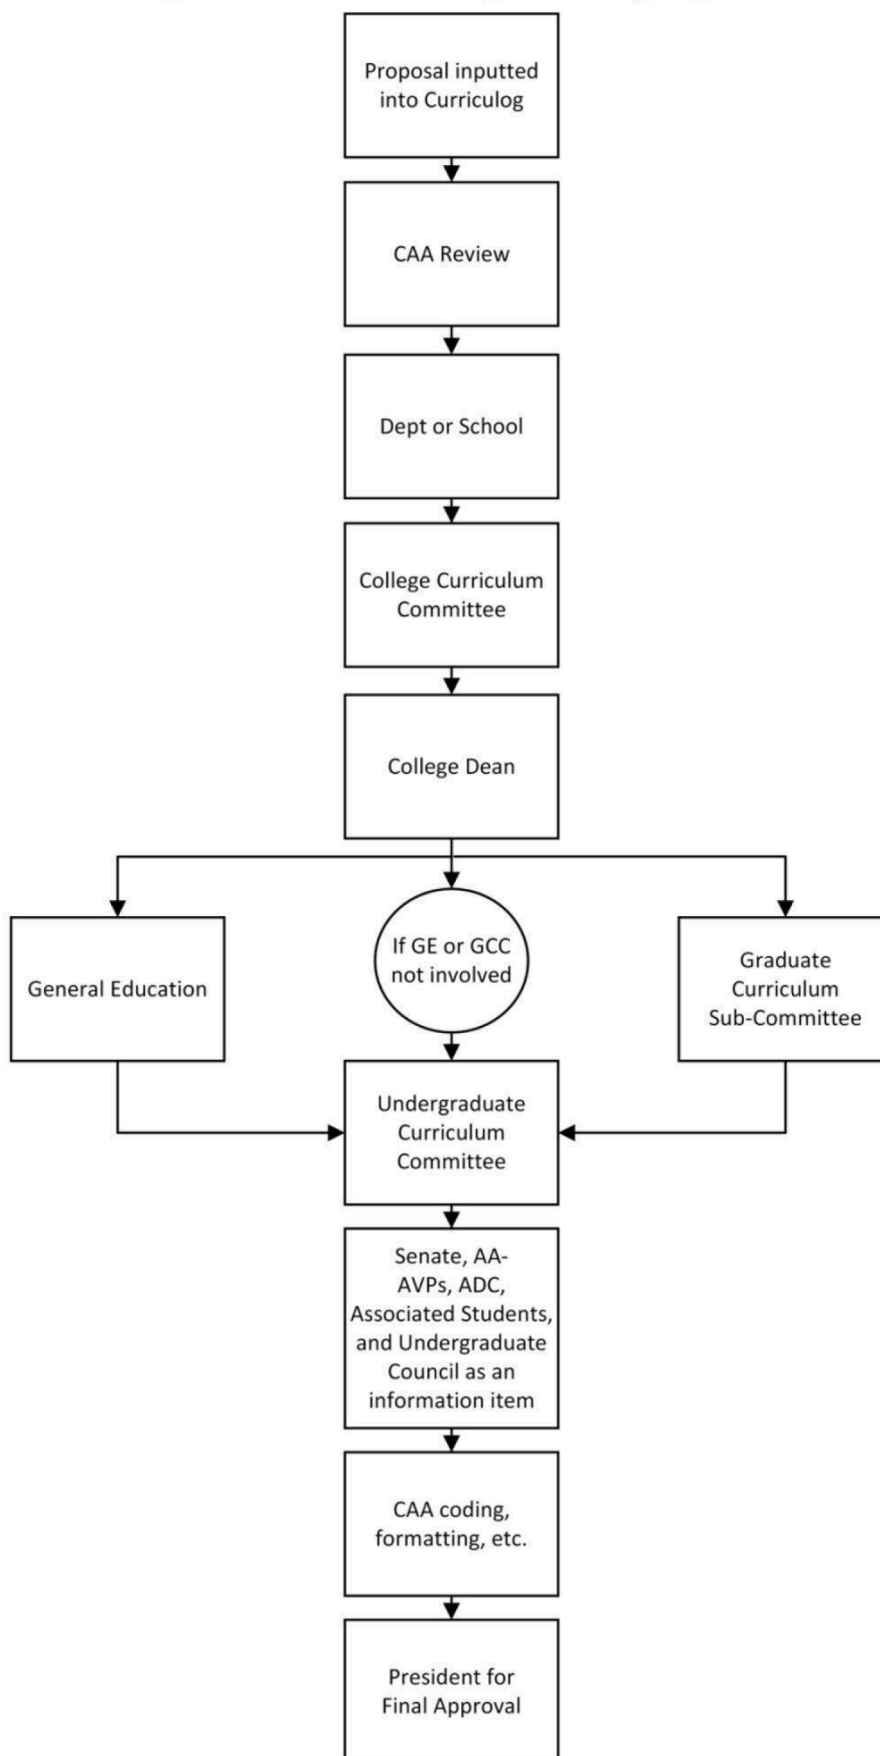 Proposal inputted
into Curriculog
CAA Review
Dept or School
College Curriculum
Committee
College Dean
General Education
If GE or GCC
not involved
Graduate
Curriculum
Sub-Committee
Undergraduate
Curriculum
Committee
Senate, AA-
AVPs, ADC,
Associated Students,
and Undergraduate
Council as an
information item
CAA coding,
formatting, etc.
President for
Final Approval